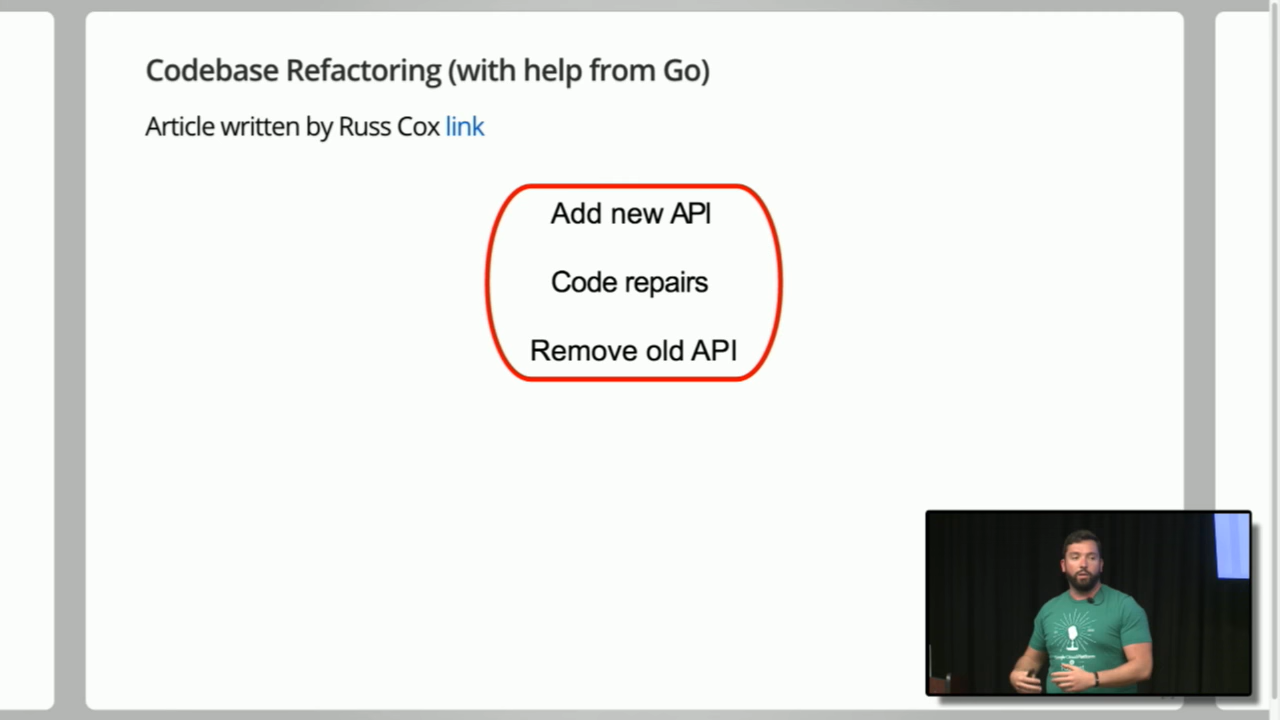 Codebase Refactoring (with help from Go)
Article written by Russ Cox link
Add new API
Code repairs
Remove old API